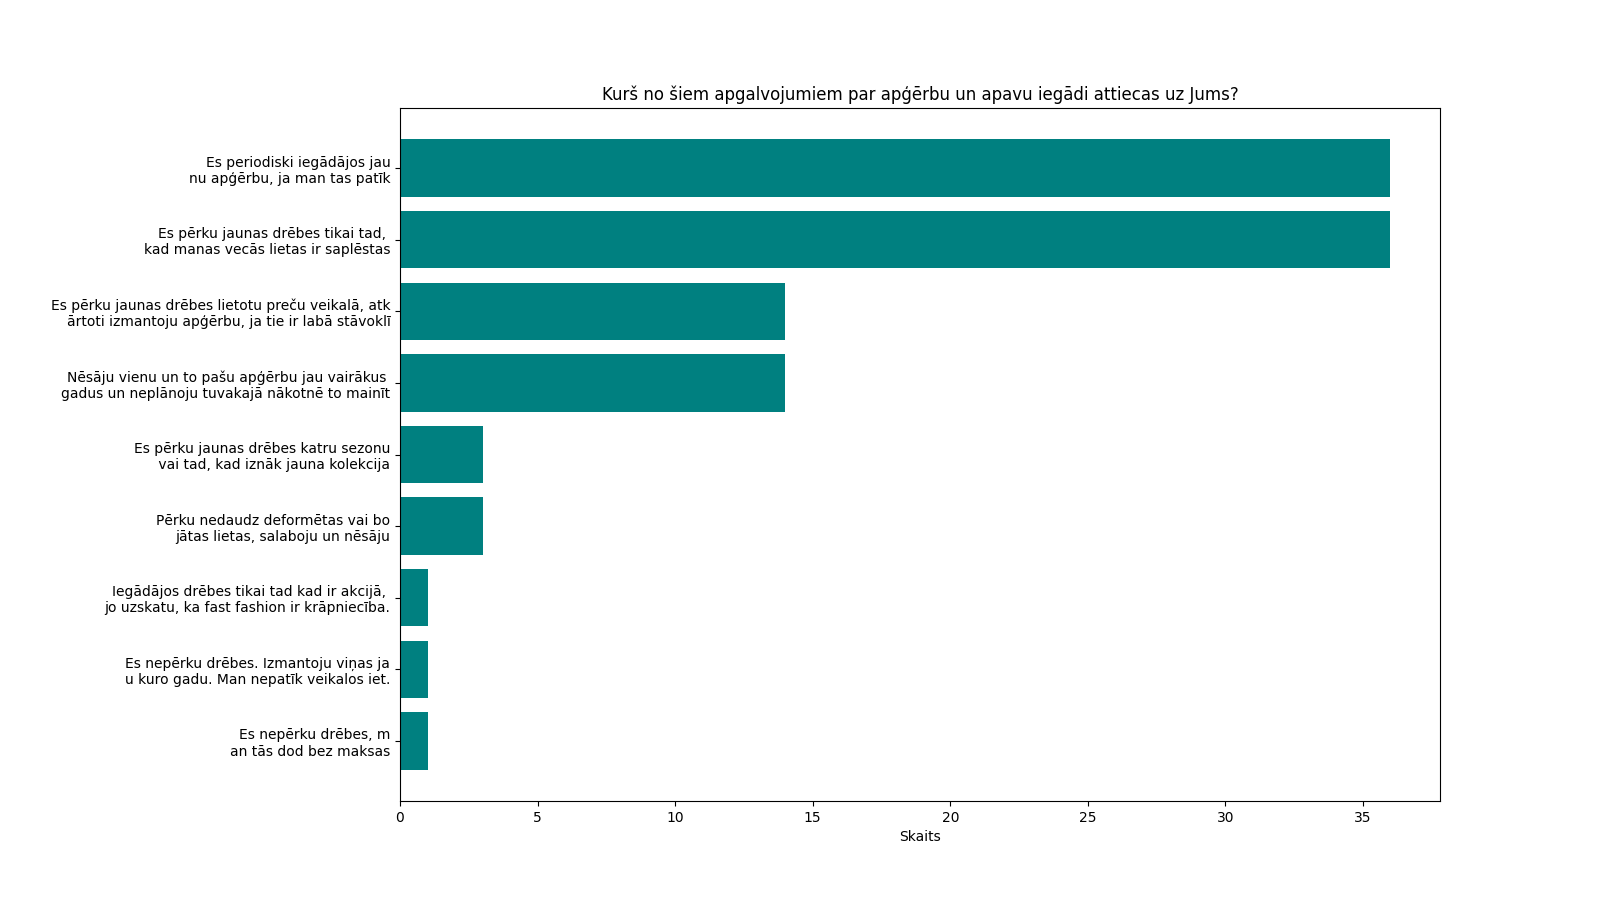 Kurš no šiem apgalvojumiem par apģērbu un apavu iegādi attiecas uz Jums?
Es periodiski iegādājos jau
nu apģērbu, ja man tas patīk
Es pērku jaunas drēbes tikai tad,
kad manas vecās lietas ir saplēstas
Es pērku jaunas drēbes lietotu preču veikalā, atk
ārtoti izmantoju apģērbu, ja tie ir labā stāvoklī
Nēsāju vienu un to pašu apģērbu jau vairākus
gadus un neplānoju tuvakajā nākotnē to mainīt
Es pērku jaunas drēbes katru sezonu
vai tad, kad iznāk jauna kolekcija
Pērku nedaudz deformētas vai bo
jātas lietas, salaboju un nēsāju
Iegādājos drēbes tikai tad kad ir akcijā,
jo uzskatu, ka fast fashion ir krāpniecība.
Es nepērku drēbes. Izmantoju viņas ja
u kuro gadu. Man nepatīk veikalos iet.
Es nepērku drēbes, m
an tās dod bez maksas
0 5 10 15 20 25 30 35
Skaits